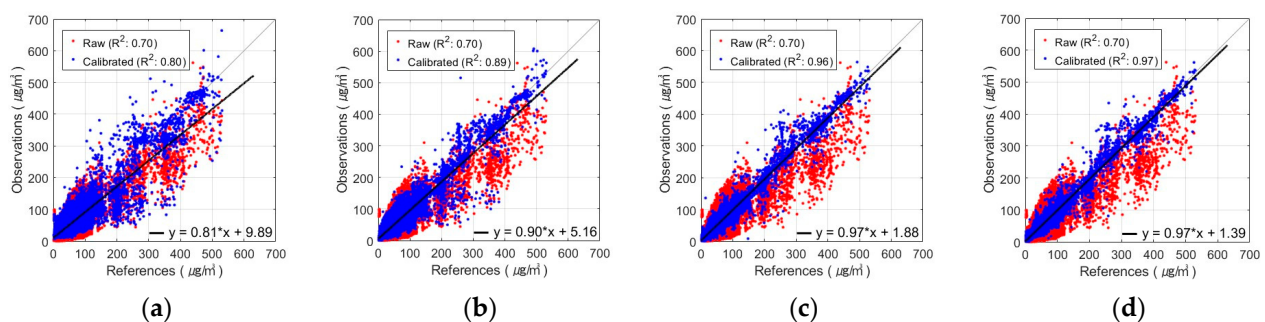 700
600
500
400
300
200
100
0
Observations ( μg/m³)
Raw (R²: 0.70)
Calibrated (R²: 0.80)
y = 0.81*x + 9.89
0 100 200 300 400 500 600 700
References ( μg/m³)
(a)
700
600
500
400
300
200
100
0
Observations ( μg/m³)
Raw (R²: 0.70)
Calibrated (R²: 0.89)
y = 0.90*x + 5.16
0 100 200 300 400 500 600 700
References ( μg/m³)
(b)
700
600
500
400
300
200
100
0
Observations ( μg/m³)
Raw (R²: 0.70)
Calibrated (R²: 0.96)
y = 0.97*x + 1.88
0 100 200 300 400 500 600 700
References ( μg/m³)
(c)
700
600
500
400
300
200
100
0
Observations ( μg/m³)
Raw (R²: 0.70)
Calibrated (R²: 0.97)
y = 0.97*x + 1.39
0 100 200 300 400 500 600 700
References ( μg/m³)
(d)